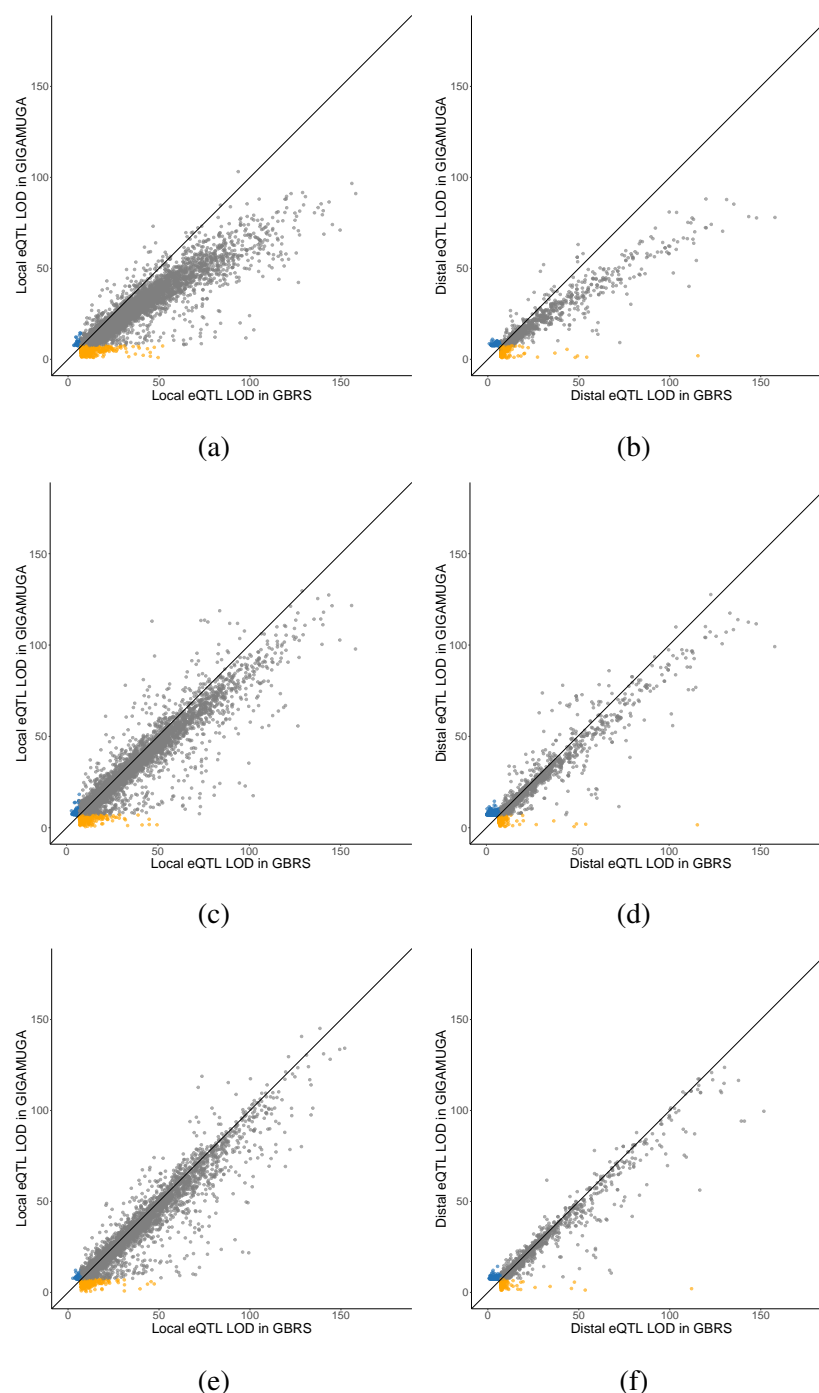 Local eQTL LOD in GIGAMUGA
150
100
50
0
0 50 100 150
Local eQTL LOD in GBRS
(a)
Distal eQTL LOD in GIGAMUGA
150
100
50
0
0 50 100 150
Distal eQTL LOD in GBRS
(b)
Local eQTL LOD in GIGAMUGA
150
100
50
0
0 50 100 150
Local eQTL LOD in GBRS
(c)
Distal eQTL LOD in GIGAMUGA
150
100
50
0
0 50 100 150
Distal eQTL LOD in GBRS
(d)
Local eQTL LOD in GIGAMUGA
150
100
50
0
0 50 100 150
Local eQTL LOD in GBRS
(e)
Distal eQTL LOD in GIGAMUGA
150
100
50
0
0 50 100 150
Distal eQTL LOD in GBRS
(f)